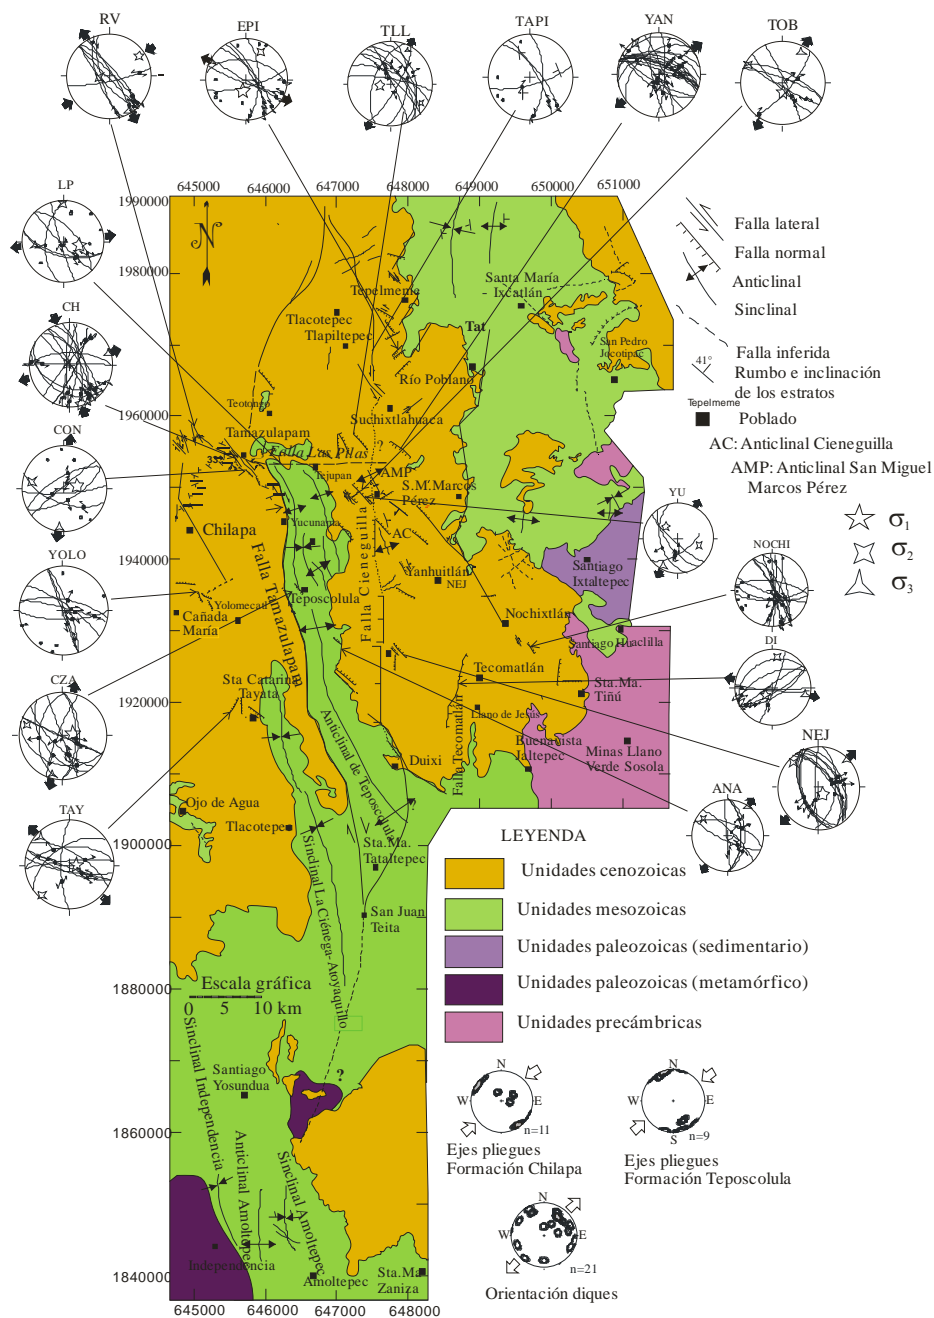 RV
EPI
TLL
TAPI
YAN
TOB
LP
CH
CON
YOLO
CZA
TAY
645000
646000
647000
648000
649000
650000
651000
1990000
1980000
1960000
1940000
1920000
1900000
1880000
1860000
1840000
N
Santa María
Ixcatlán
Tepelmeme
Tlacotepec
Tlapiltepec
Tat
San Pedro
Jocotipac
Río Poblano
Teotongo
Suchixtlahuaca
Tamazulapam
Falla Las Pilas
?
Tejupan
AMP
S.M. Marcos
Pérez
Chilapa
Yucunama
AC
Yanhuitlán
NEJ
Santiago
Ixtaltepec
Falla Cieneguilla
Falla Tamazulapam
Teposcolula
Yolomecatl
Cañada
María
Nochixtlán
Santiago Huaclilla
Tecomatlán
Sta.Ma.
Tiñú
Sta Catarina
Tayata
Llano de Jesús
Falla Tecomatlán
Buenavista
Jaltepec
Minas Llano
Verde Sosola
Anticlinal de Teposcolula
Duixi
?
Ojo de Agua
Tlacotepec
Sta.Ma.
Tataltepec
Sinclinal La Ciénega-Atoyaquillo
San Juan
Teita
Escala gráfica
0 5 10 km
Sinclinal Independencia
Santiago
Yosundua
?
Anticlinal Amoltepec
Sinclinal Amoltepec
Independencia
Amoltepec
Sta.Ma.
Zaniza
645000
646000
647000
648000
Falla lateral
Falla normal
Anticlinal
Sinclinal
Falla inferida
41°
Rumbo e inclinación
de los estratos
Tepelmeme
Poblado
AC: Anticlinal Cieneguilla
AMP: Anticlinal San Miguel
Marcos Pérez
σ1
σ2
σ3
YU
NOCHI
DI
NEJ
ANA
LEYENDA
Unidades cenozoicas
Unidades mesozoicas
Unidades paleozoicas (sedimentario)
Unidades paleozoicas (metamórfico)
Unidades precámbricas
N
W
E
n=11
Ejes pliegues
Formación Chilapa
N
W
E
S
n=9
Ejes pliegues
Formación Teposcolula
N
W
E
n=21
Orientación diques